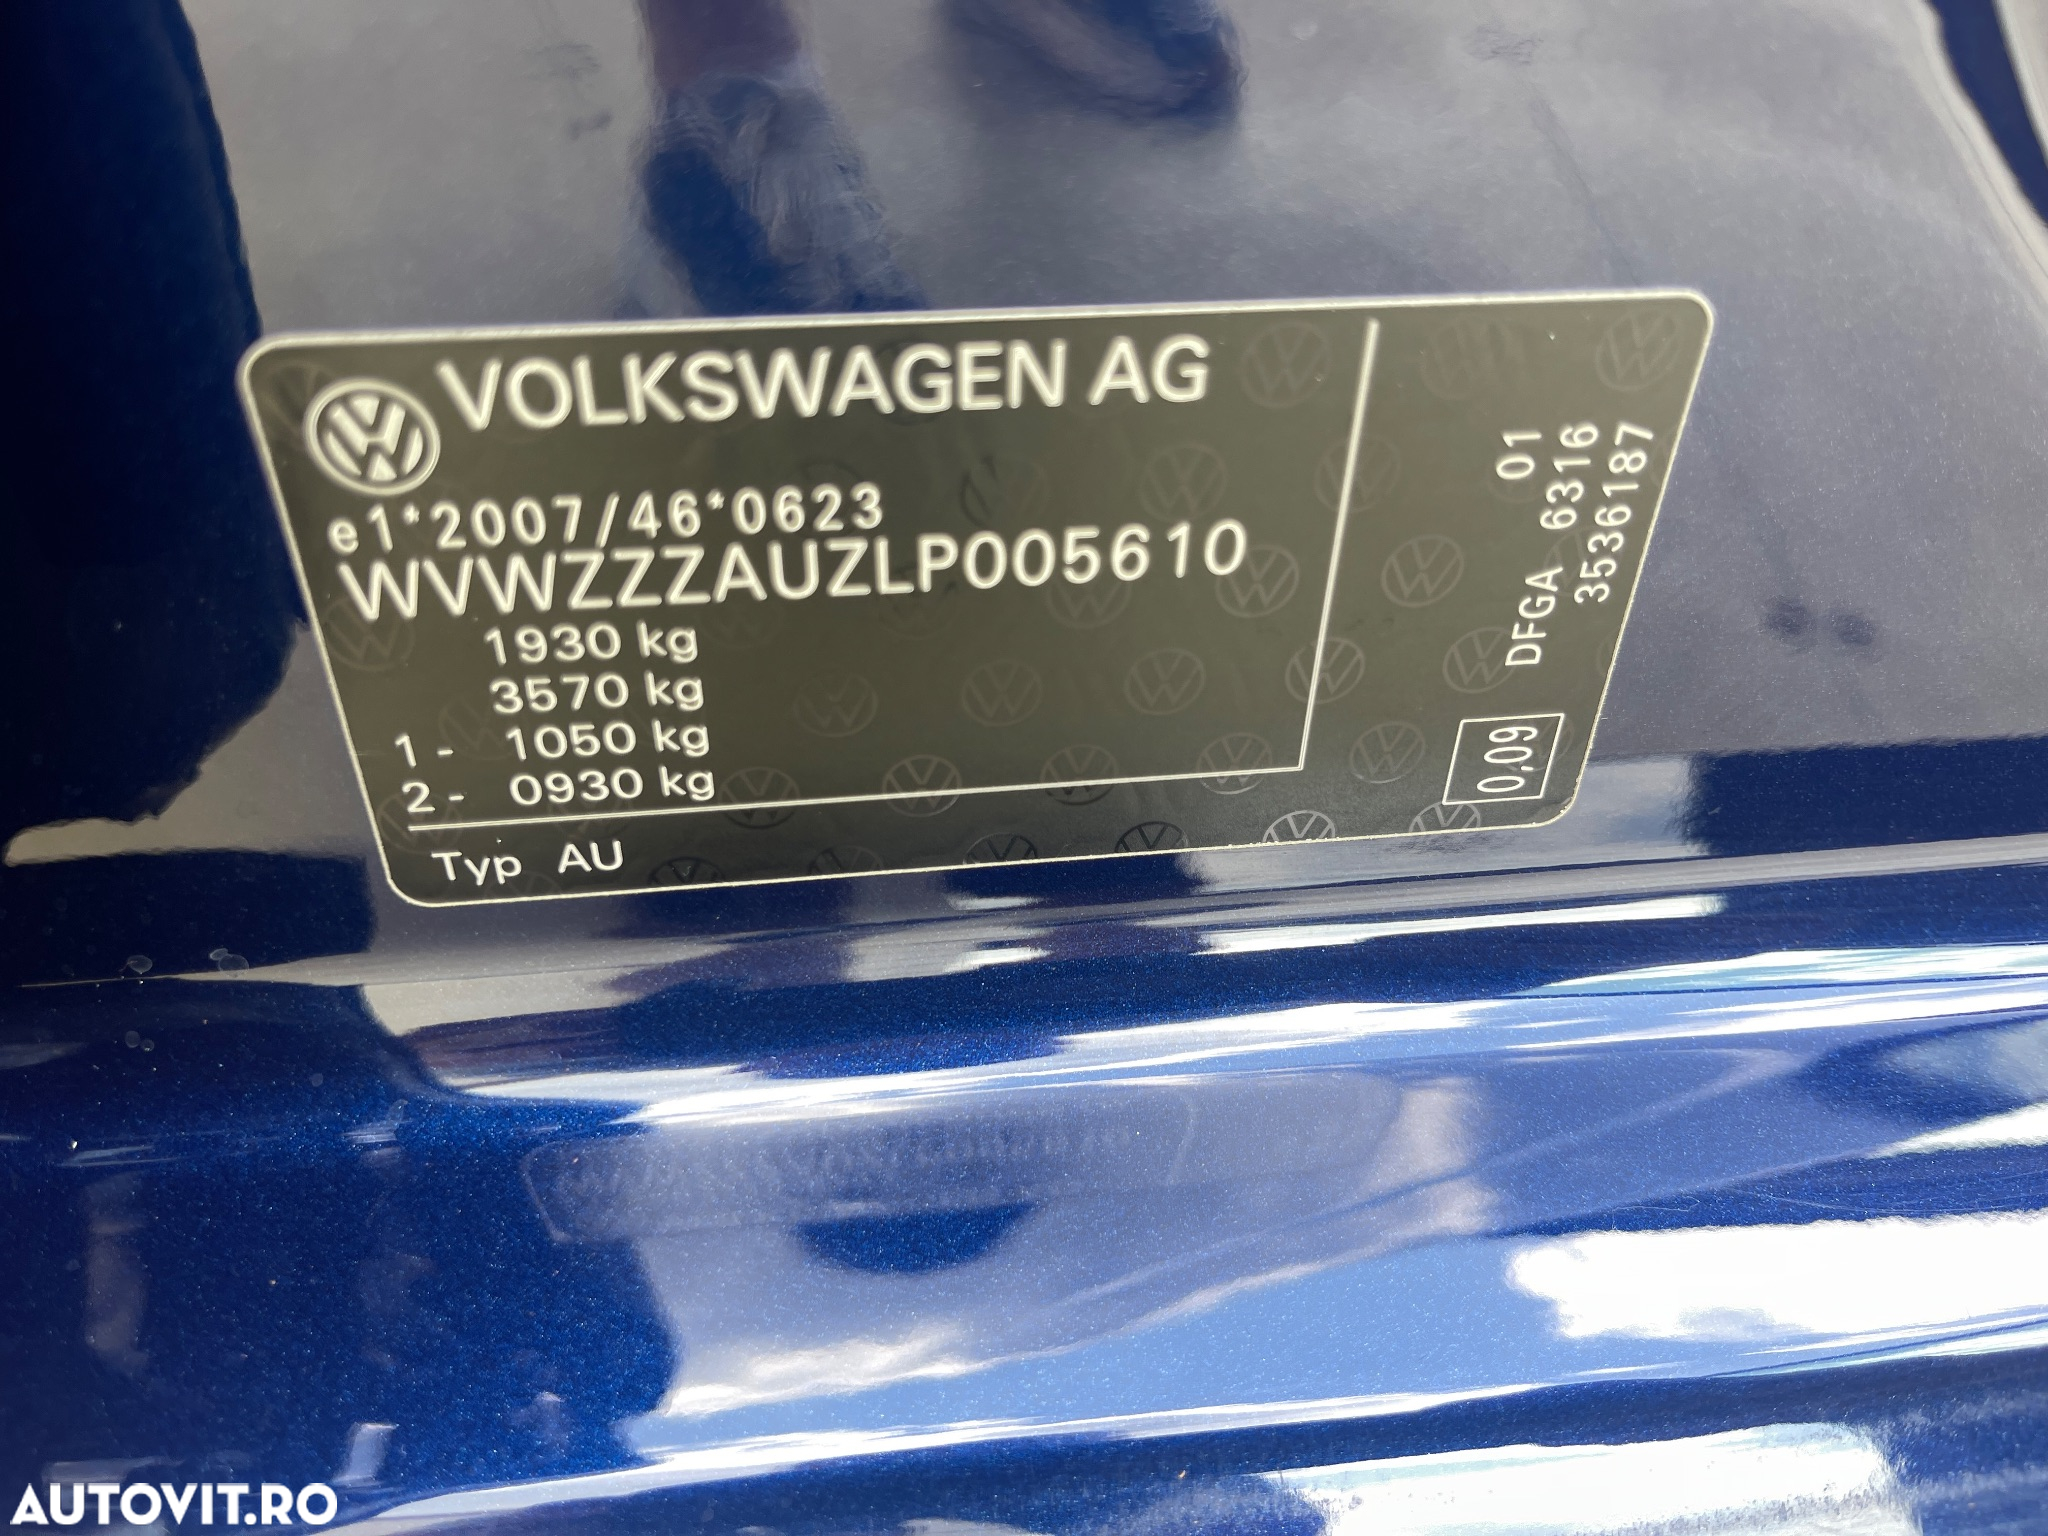 VOLKSWAGEN AG
e1*2007/46*0623
WVWZZZAUZLP005610
1930 kg
3570 kg
1- 1050 kg
2- 0930 kg
Typ AU
01
DFGA 6316
3536187
0,09
AUTOVIT.RO